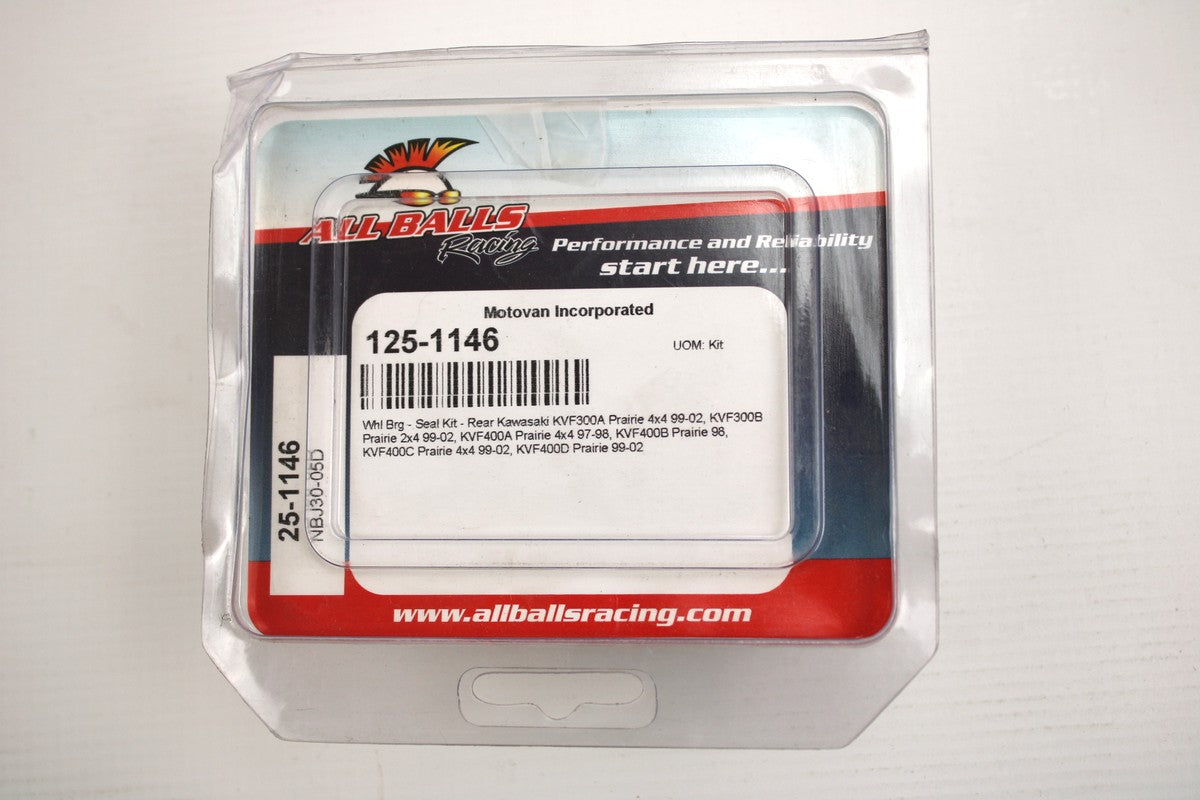 ALL BALLS
Racing
Performance and Reliability
start here...
Motovan Incorporated
125-1146
UOM: Kit
Whl Brg - Seal Kit - Rear Kawasaki KVF300A Prairie 4x4 99-02, KVF300B
Prairie 2x4 99-02, KVF400A Prairie 4x4 97-98, KVF400B Prairie 98,
KVF400C Prairie 4x4 99-02, KVF400D Prairie 99-02
25-1146
NBJ30-05D
www.allballsracing.com